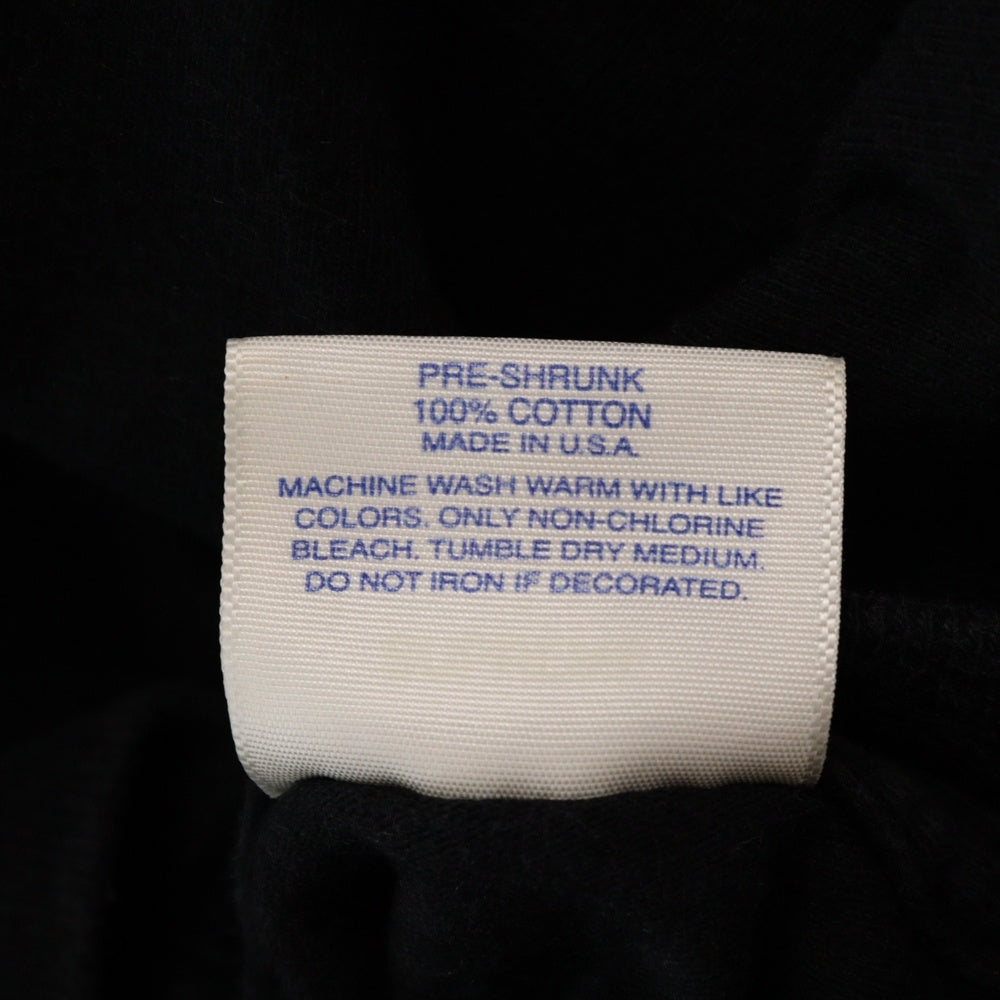 PRE-SHRUNK
100% COTTON
MADE IN U.S.A.
MACHINE WASH WARM WITH LIKE
COLORS. ONLY NON-CHLORINE
BLEACH. TUMBLE DRY MEDIUM.
DO NOT IRON IF DECORATED.